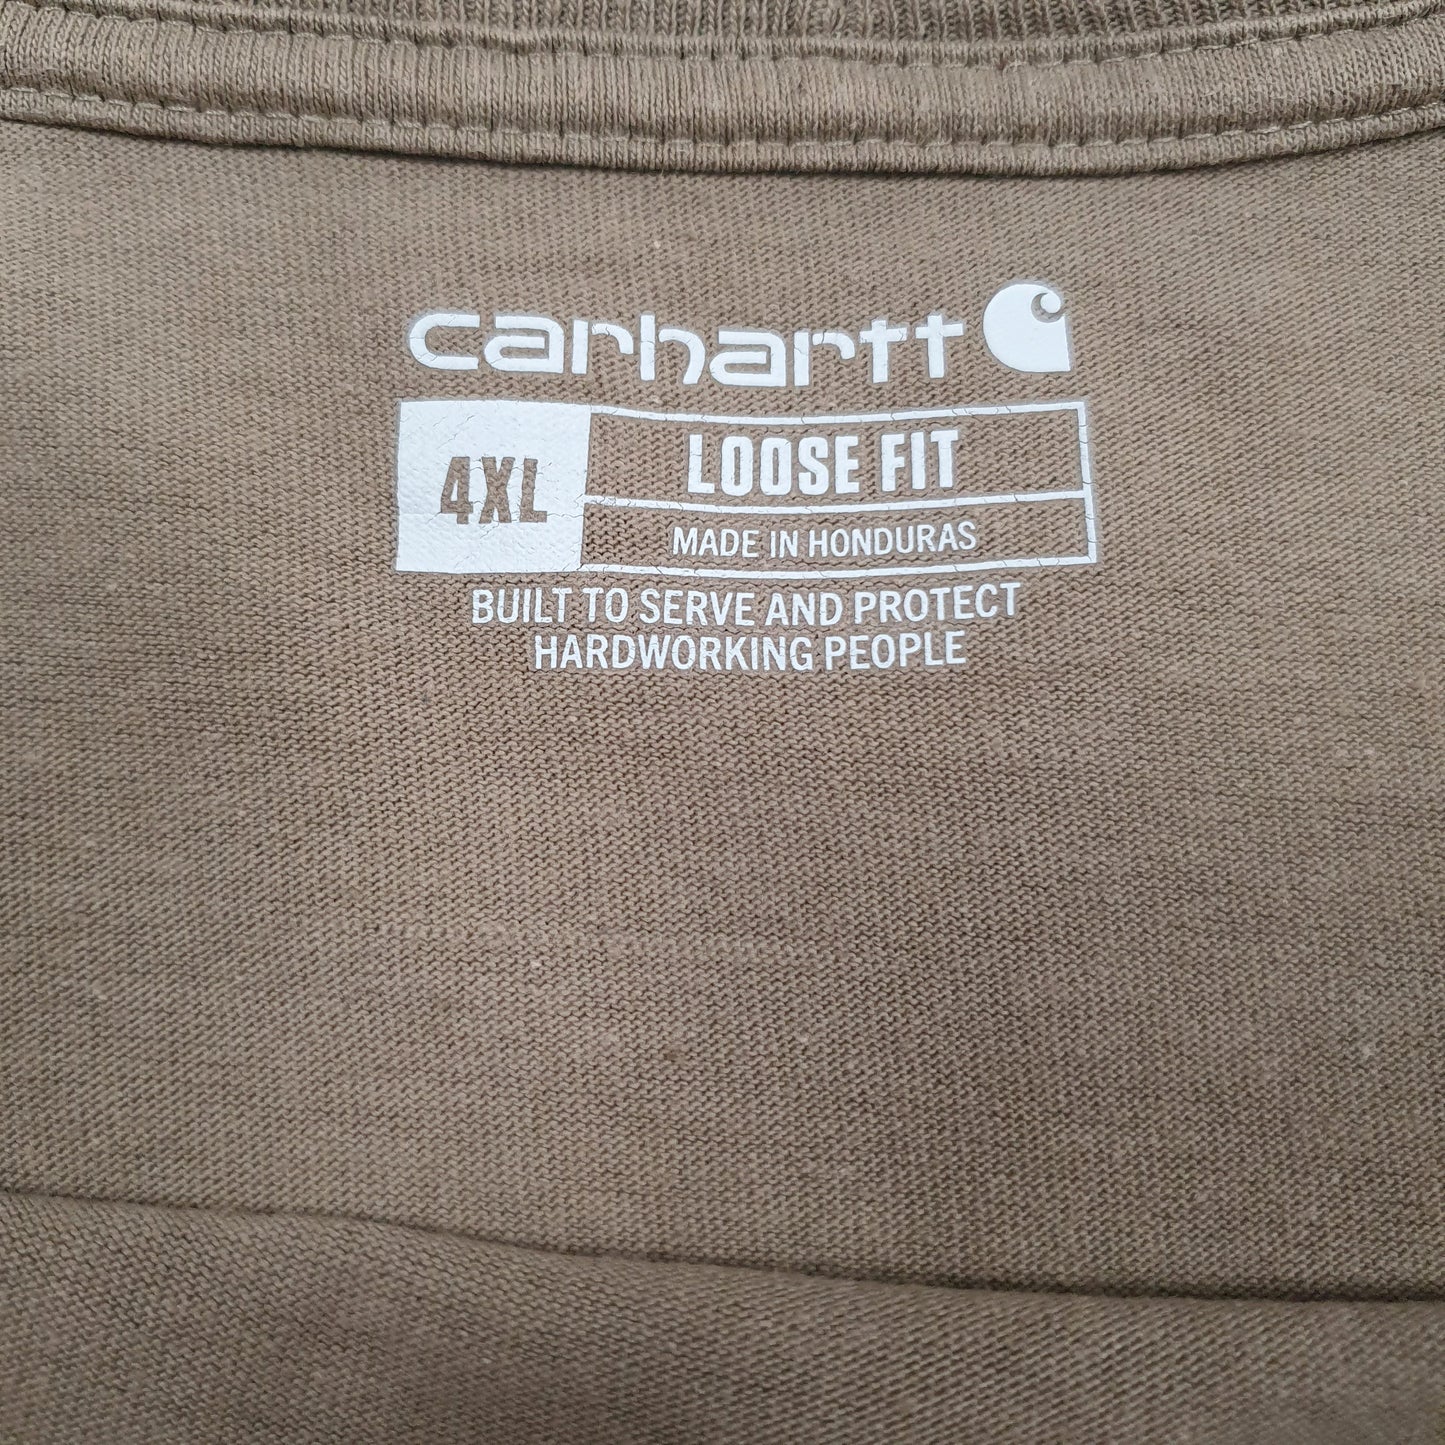 carhartt
4XL
LOOSE FIT
MADE IN HONDURAS
BUILT TO SERVE AND PROTECT
HARDWORKING PEOPLE